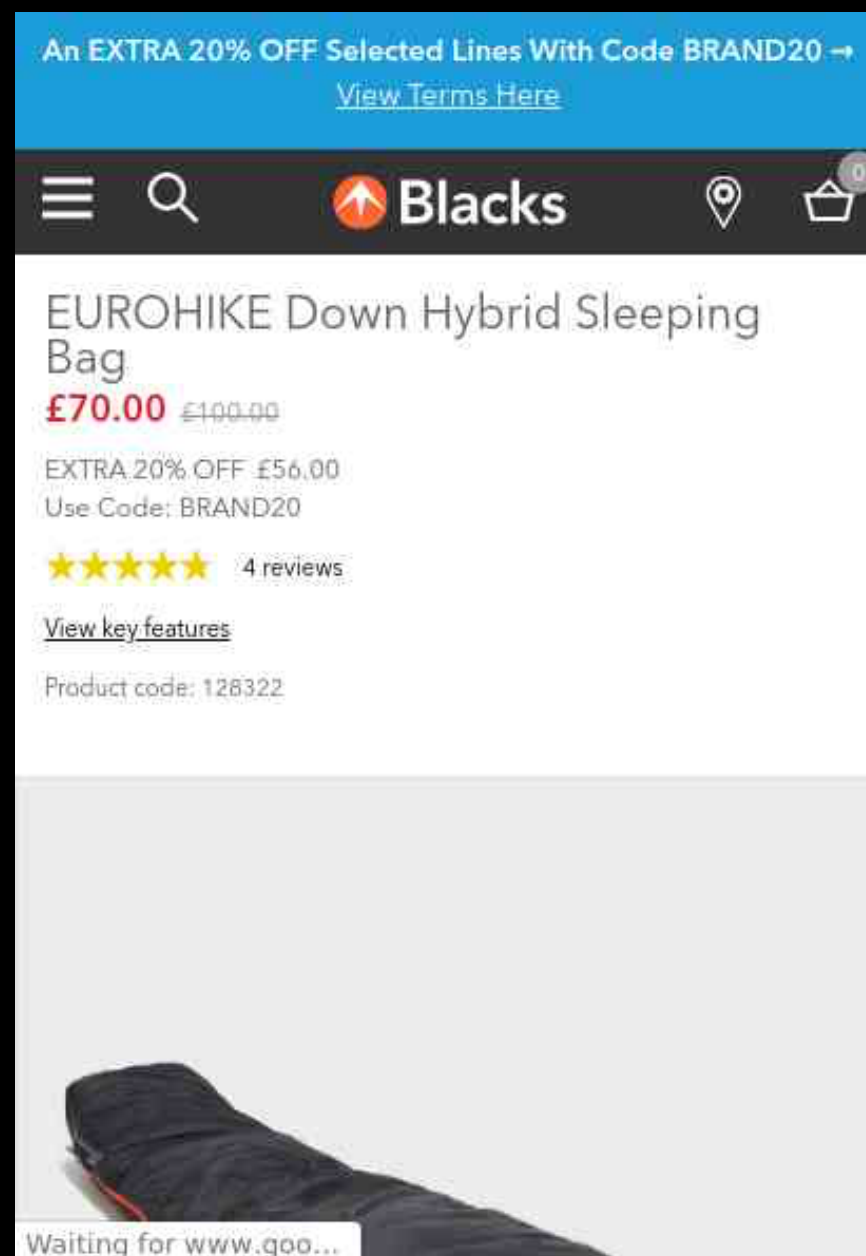 An EXTRA 20% OFF Selected Lines With Code BRAND20 →
View Terms Here
Blacks
0
EUROHIKE Down Hybrid Sleeping
Bag
£70.00 £100.00
EXTRA 20% OFF £56.00
Use Code: BRAND20
4 reviews
View key features
Product code: 128322
Waiting for www.goo...